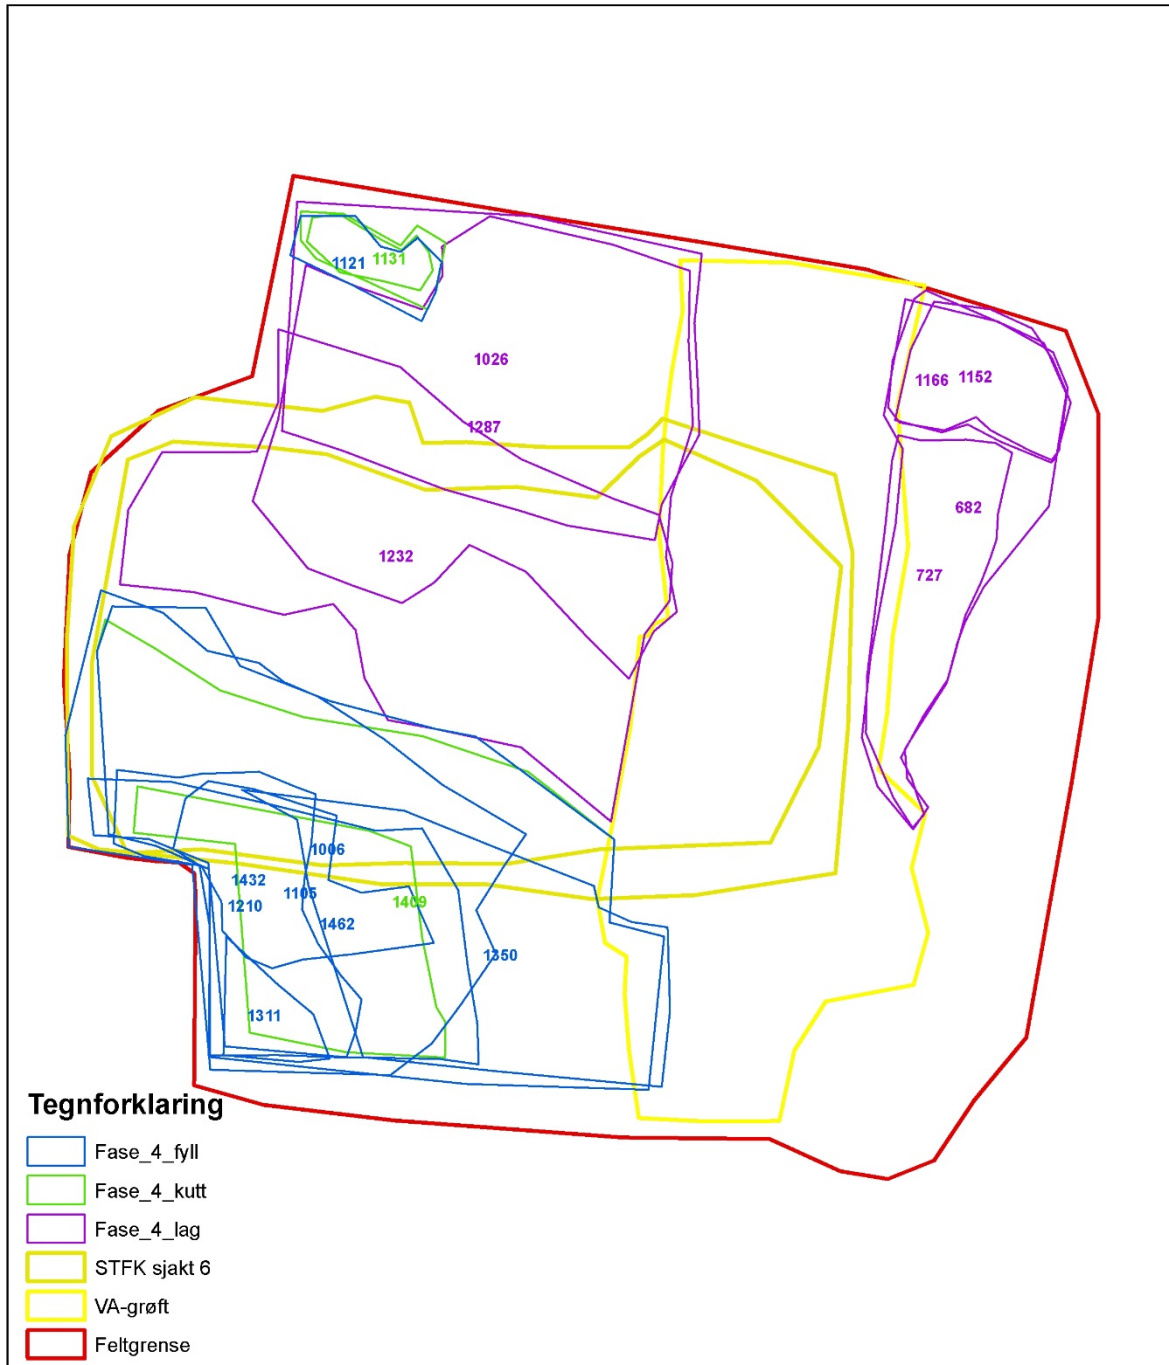 1121
1131
1026
1166
1152
1287
682
1232
727
1006
1432
1105
1409
1210
1462
1350
1311
Tegnforklaring
Fase_4_fyll
Fase_4_kutt
Fase_4_lag
STFK sjakt 6
VA-grøft
Feltgrense